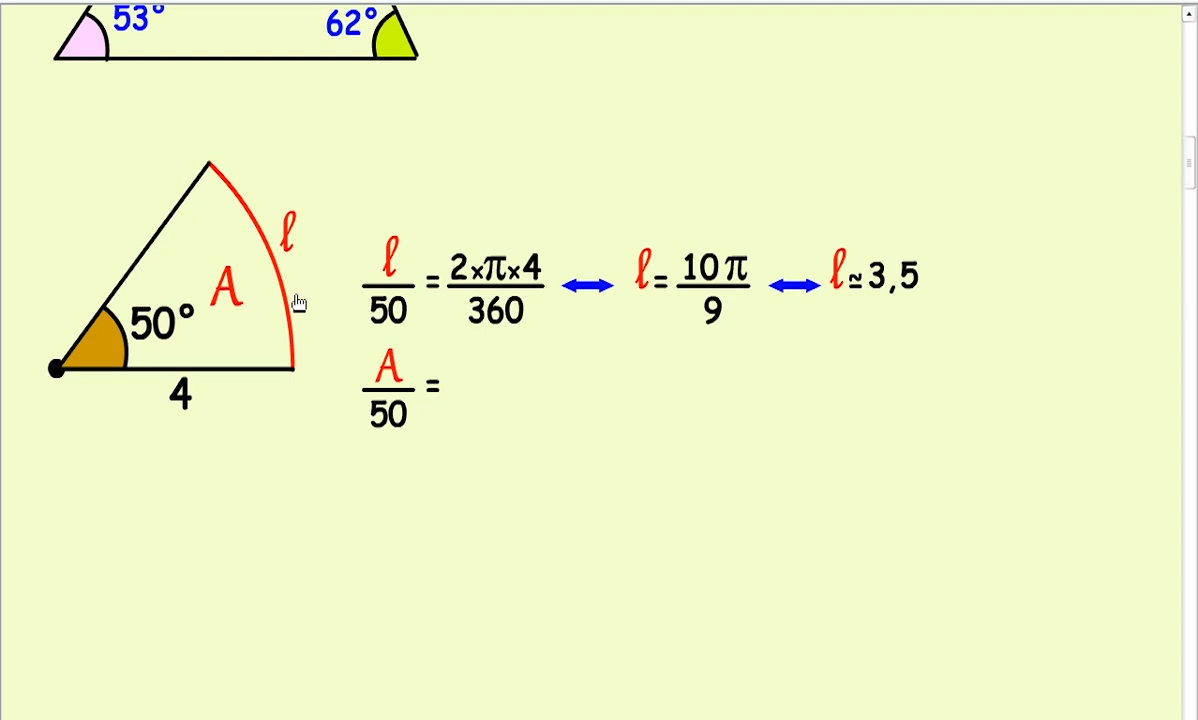 53° 62°
ℓ
A
50°
4
ℓ/50 = 2×π×4/360 ↔ ℓ = 10π/9 ↔ ℓ ≃ 3,5
A/50 =